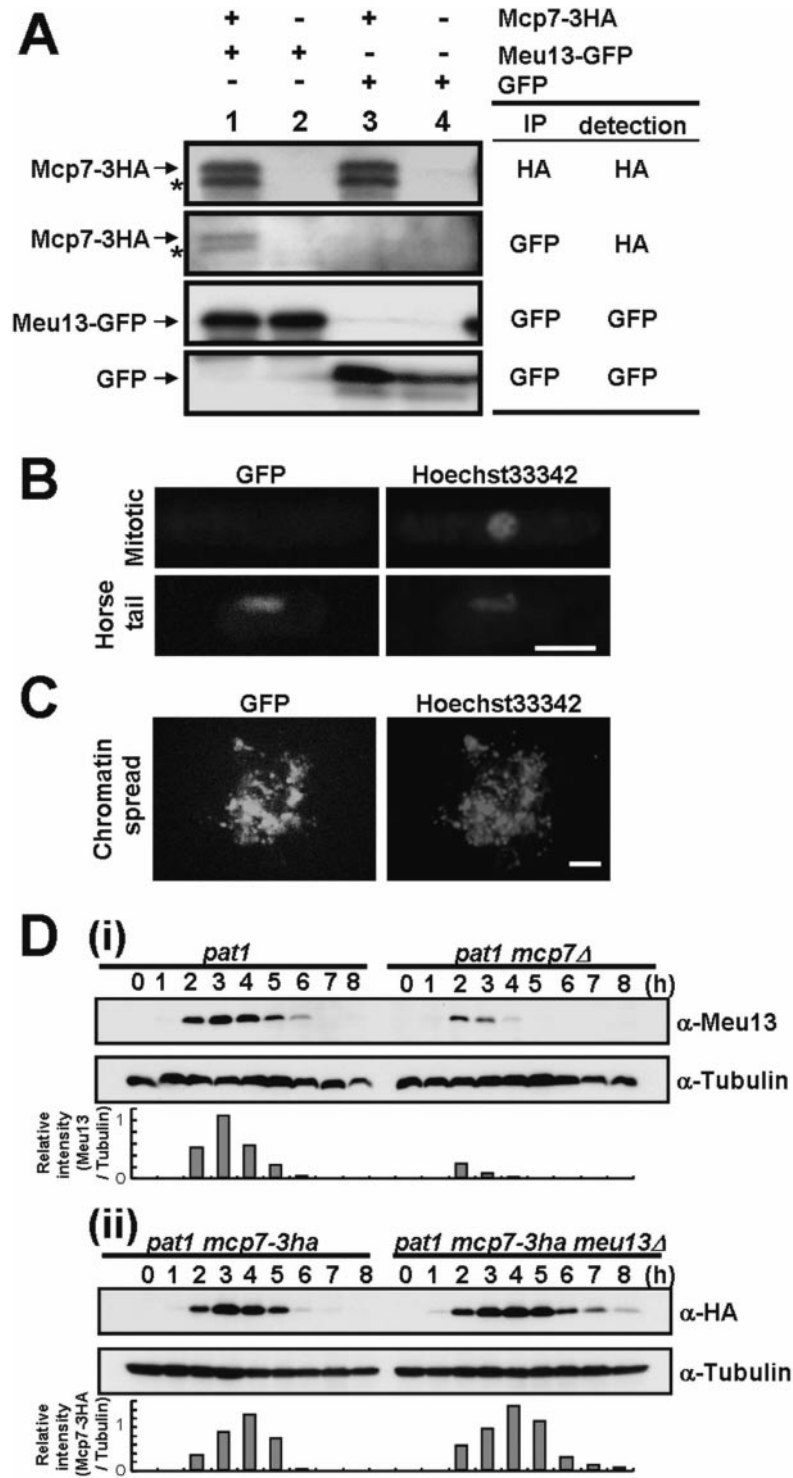 A
+ - + - Mcp7-3HA
+ + - - Meu13-GFP
- - + + GFP
1 2 3 4 IP detection
Mcp7-3HA → HA HA
*
Mcp7-3HA → GFP HA
*
Meu13-GFP → GFP GFP
GFP → GFP GFP
B
GFP Hoechst33342
Mitotic
Horse
tail
C
GFP Hoechst33342
Chromatin
spread
D (i)
pat1 pat1 mcp7Δ
0 1 2 3 4 5 6 7 8 0 1 2 3 4 5 6 7 8 (h)
α-Meu13
α-Tubulin
Relative
intensity
(Meu13
/ Tubulin)
1
0
(ii)
pat1 mcp7-3ha pat1 mcp7-3ha meu13Δ
0 1 2 3 4 5 6 7 8 0 1 2 3 4 5 6 7 8 (h)
α-HA
α-Tubulin
Relative
intensity
(Mcp7-3HA
/ Tubulin)
1
0